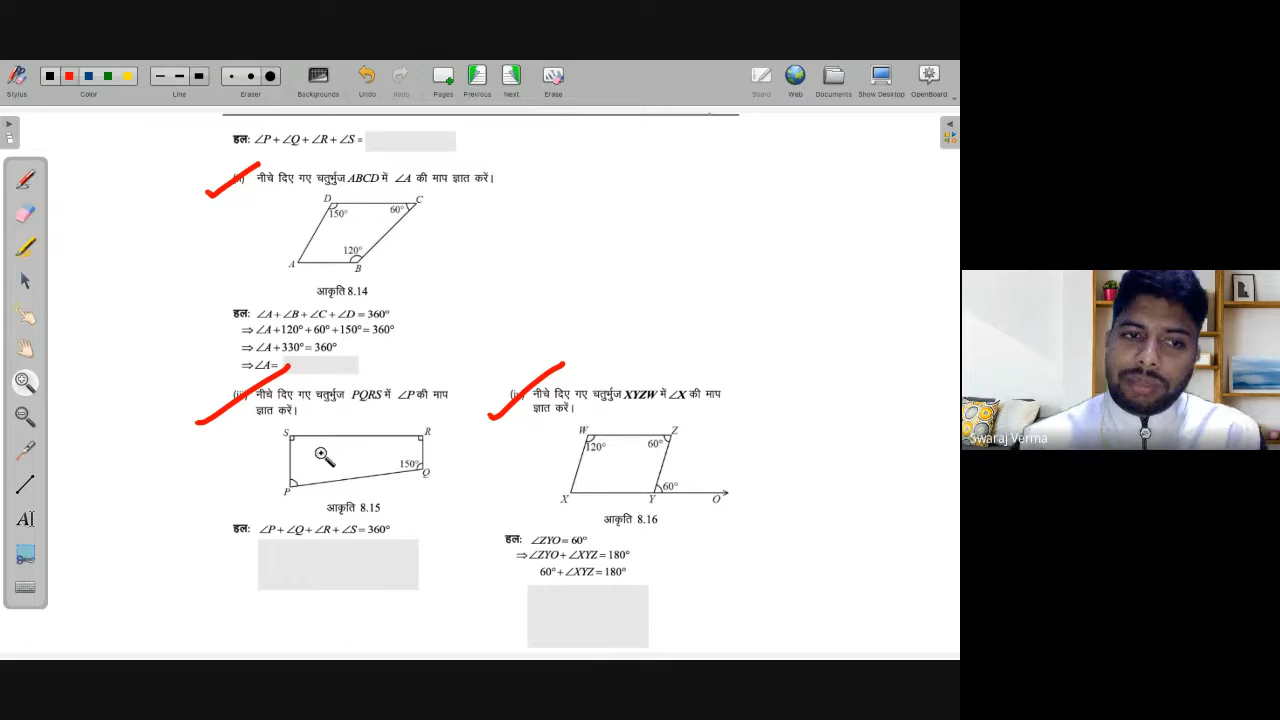 Stylus
Color
Line
Eraser
Backgrounds
Undo
Redo
Pages
Previous
Next
Erase
Board
Web
Documents
Show Desktop
OpenBoard
हल: ∠P + ∠Q + ∠R + ∠S =
नीचे दिए गए चतुर्भुज ABCD में ∠A की माप ज्ञात करें।
D
C
150°
60°
120°
A
B
आकृति 8.14
हल: ∠A + ∠B + ∠C + ∠D = 360°
⇒ ∠A + 120° + 60° + 150° = 360°
⇒ ∠A + 330° = 360°
⇒ ∠A =
नीचे दिए गए चतुर्भुज PQRS में ∠P की माप
ज्ञात करें।
S
R
150°
Q
P
आकृति 8.15
हल: ∠P + ∠Q + ∠R + ∠S = 360°
नीचे दिए गए चतुर्भुज XYZW में ∠X की माप
ज्ञात करें।
W
Z
120°
60°
60°
X
Y
O
आकृति 8.16
हल: ∠ZYO = 60°
⇒ ∠ZYO + ∠XYZ = 180°
60° + ∠XYZ = 180°
Swaraj Verma